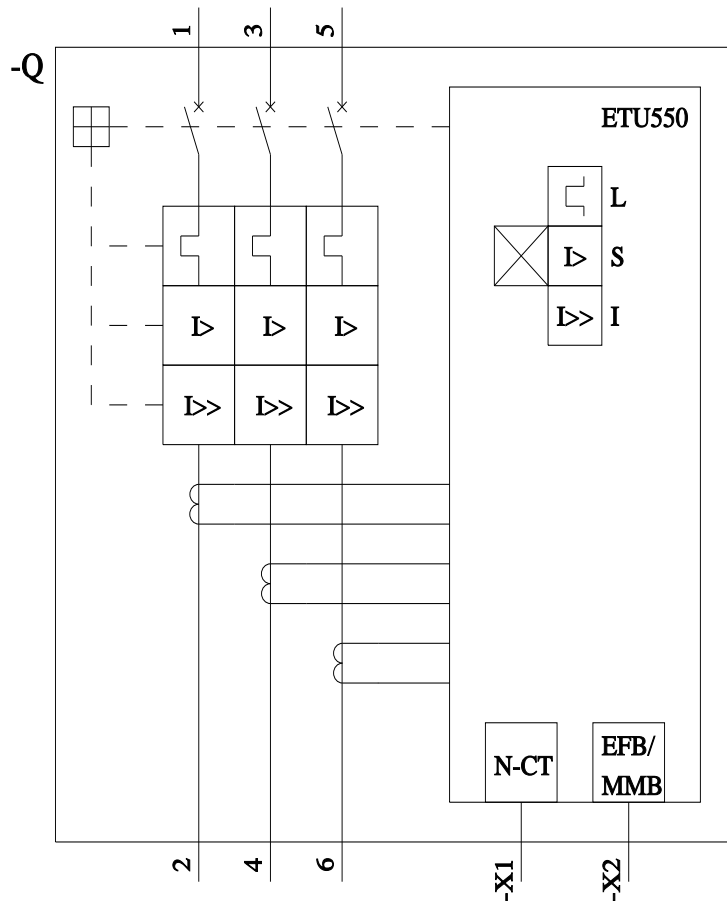 1 3 5
-Q
ETU550
L
I> S
I>> I
I> I> I>
I>> I>> I>>
N-CT
EFB/
MMB
2 4 6
-X1 -X2